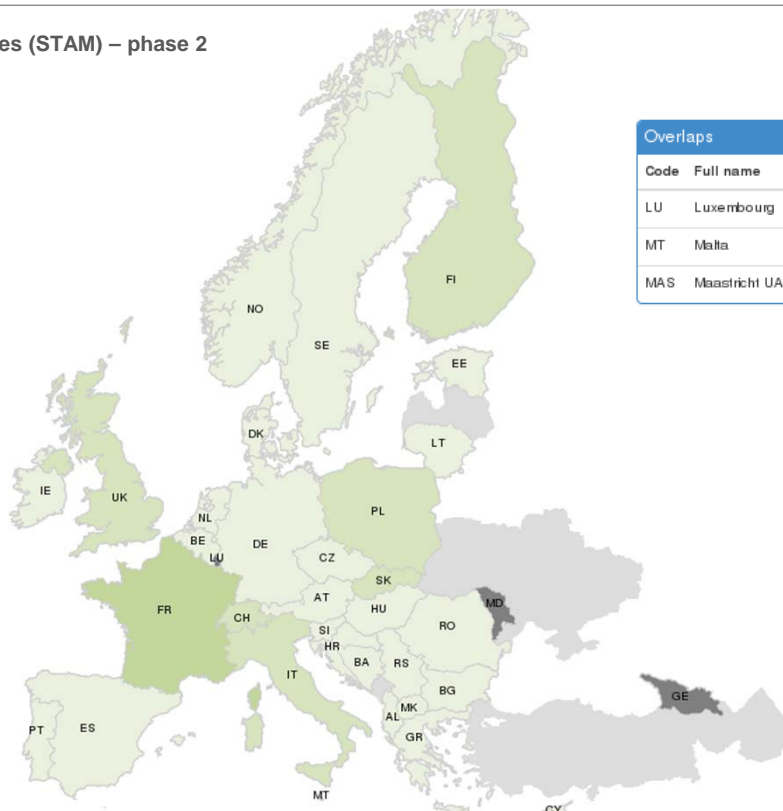 es (STAM) – phase 2
Overlaps
Code Full name
LU Luxembourg
MT Malta
MAS Maastricht UA
FI
NO
SE
EE
LT
DK
IE
UK
NL
BE
LU
DE
PL
CZ
SK
AT
HU
MD
FR
CH
SI
HR
RO
BA
RS
IT
BG
MK
AL
GR
GE
PT
ES
MT
CY